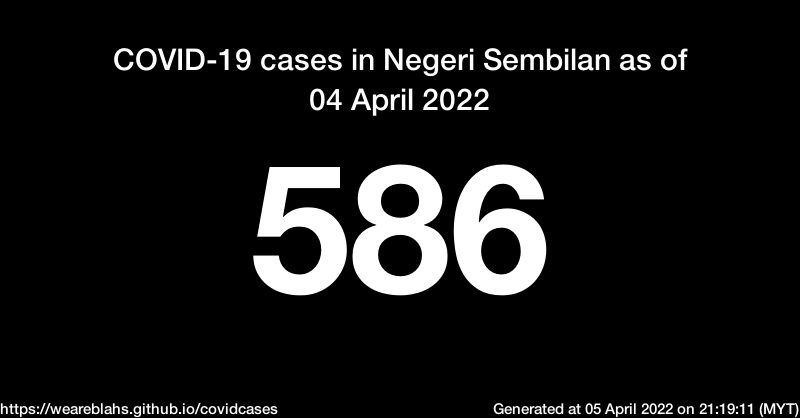 COVID-19 cases in Negeri Sembilan as of
04 April 2022
586
https://weareblahs.github.io/covidcases
Generated at 05 April 2022 on 21:19:11 (MYT)